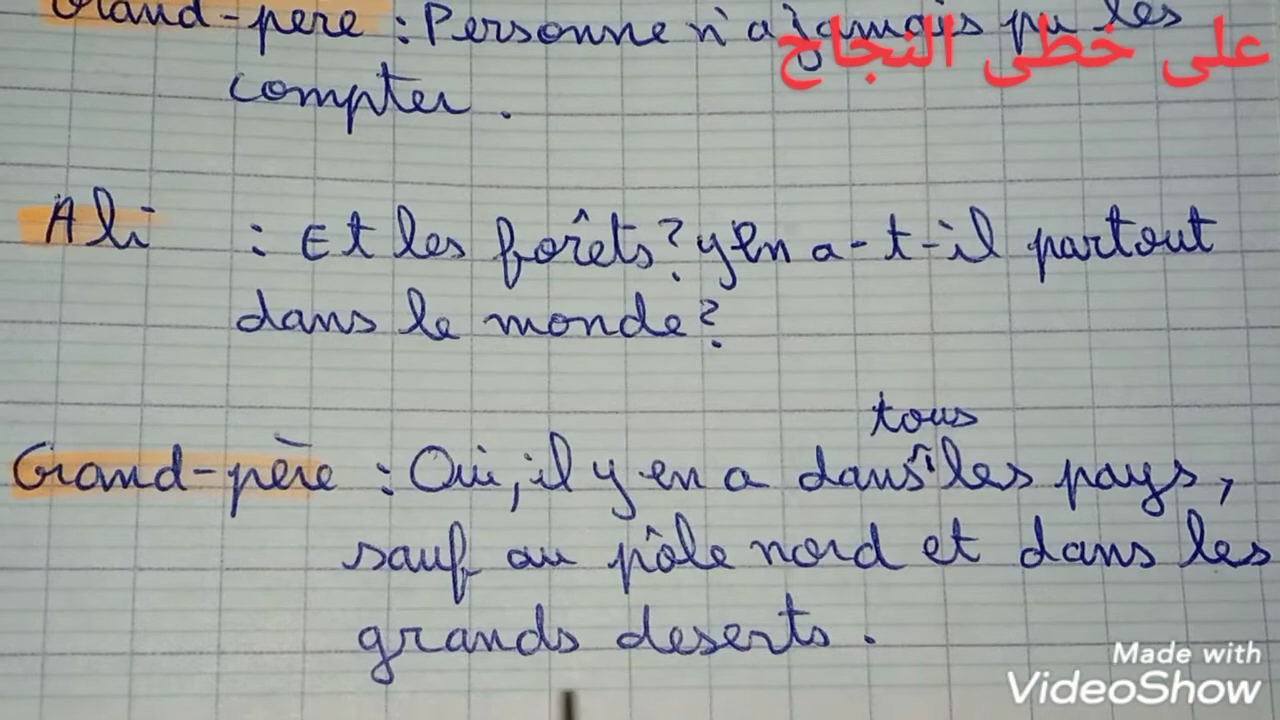 Grand-père : Personne n'a jamais pu les
على خطى النجاح
compter.
Ali : Et les forêts? y en a-t-il partout
dans le monde?
tous
Grand-père : Oui, il y en a dans les pays,
sauf au pôle nord et dans les
grands deserts.
Made with
VideoShow